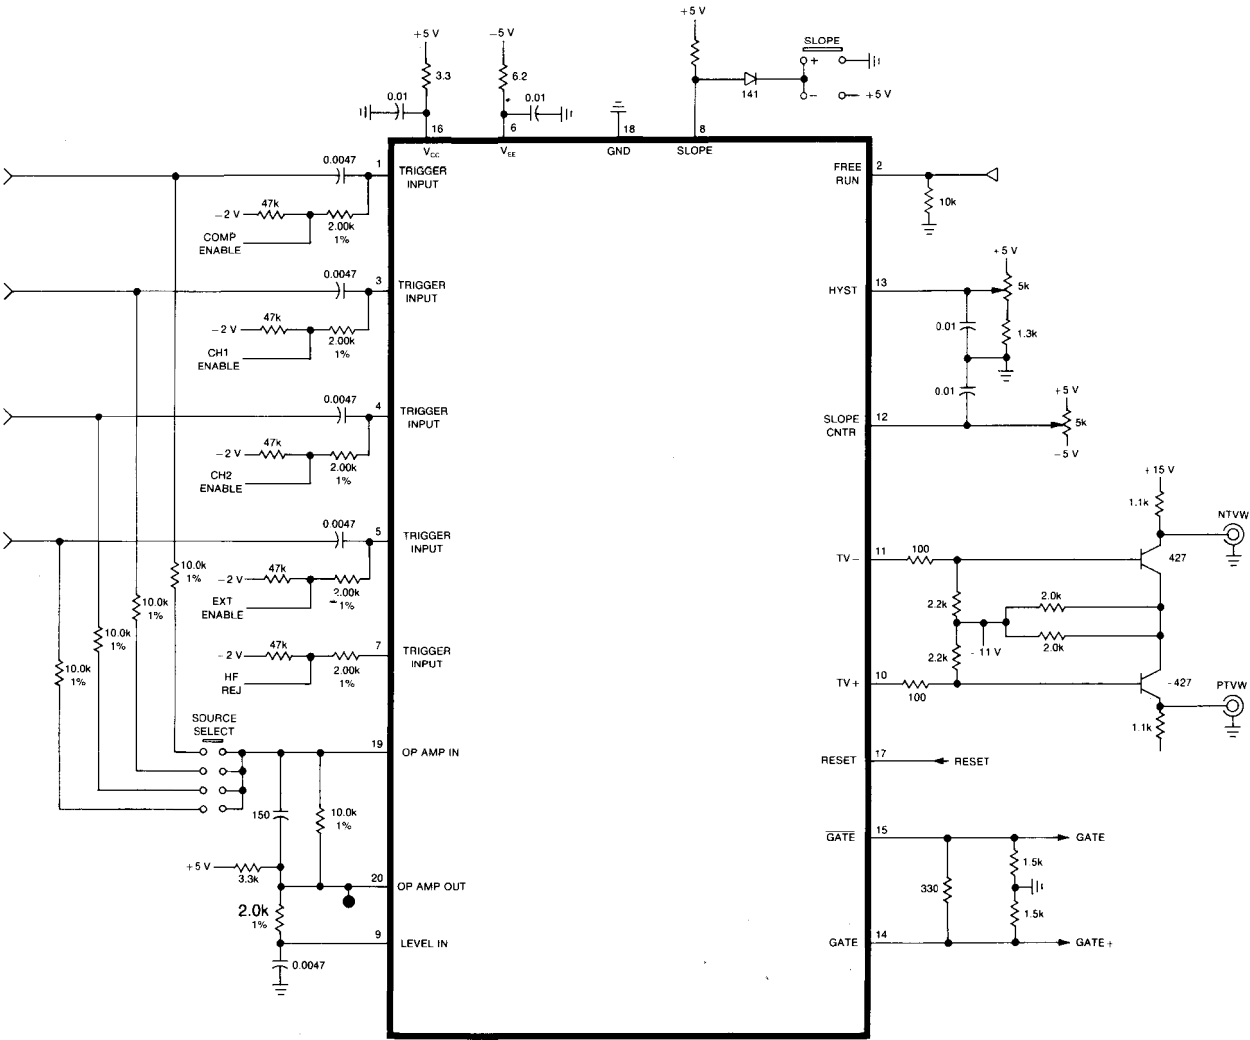 +5 V
+5 V
−5 V
SLOPE
3.3
6.2
+
0.01
0.01
141
−
+5 V
16
6
18
8
VCC
VEE
GND
SLOPE
0.0047
1
TRIGGER
INPUT
FREE
RUN
2
47k
−2 V
2.00k
1%
COMP
ENABLE
10k
0.0047
3
TRIGGER
INPUT
HYST
13
+5 V
5k
47k
−2 V
2.00k
1%
CH1
ENABLE
0.01
1.3k
0.0047
4
TRIGGER
INPUT
SLOPE
CNTR
12
0.01
+5 V
5k
−5 V
47k
−2 V
2.00k
1%
CH2
ENABLE
+15 V
1.1k
NTVW
0.0047
5
TRIGGER
INPUT
TV−
11
100
427
47k
−2 V
2.00k
1%
EXT
ENABLE
10.0k
1%
10.0k
1%
10.0k
1%
10.0k
1%
2.2k
2.0k
−11 V
2.0k
2.2k
47k
−2 V
7
TRIGGER
INPUT
2.00k
1%
HF
REJ
TV+
10
100
-427
PTVW
1.1k
SOURCE
SELECT
19
OP AMP IN
RESET
17
RESET
150
10.0k
1%
GATE
15
GATE
+5 V
3.3k
20
OP AMP OUT
330
1.5k
1.5k
2.0k
1%
9
LEVEL IN
GATE
14
GATE+
0.0047